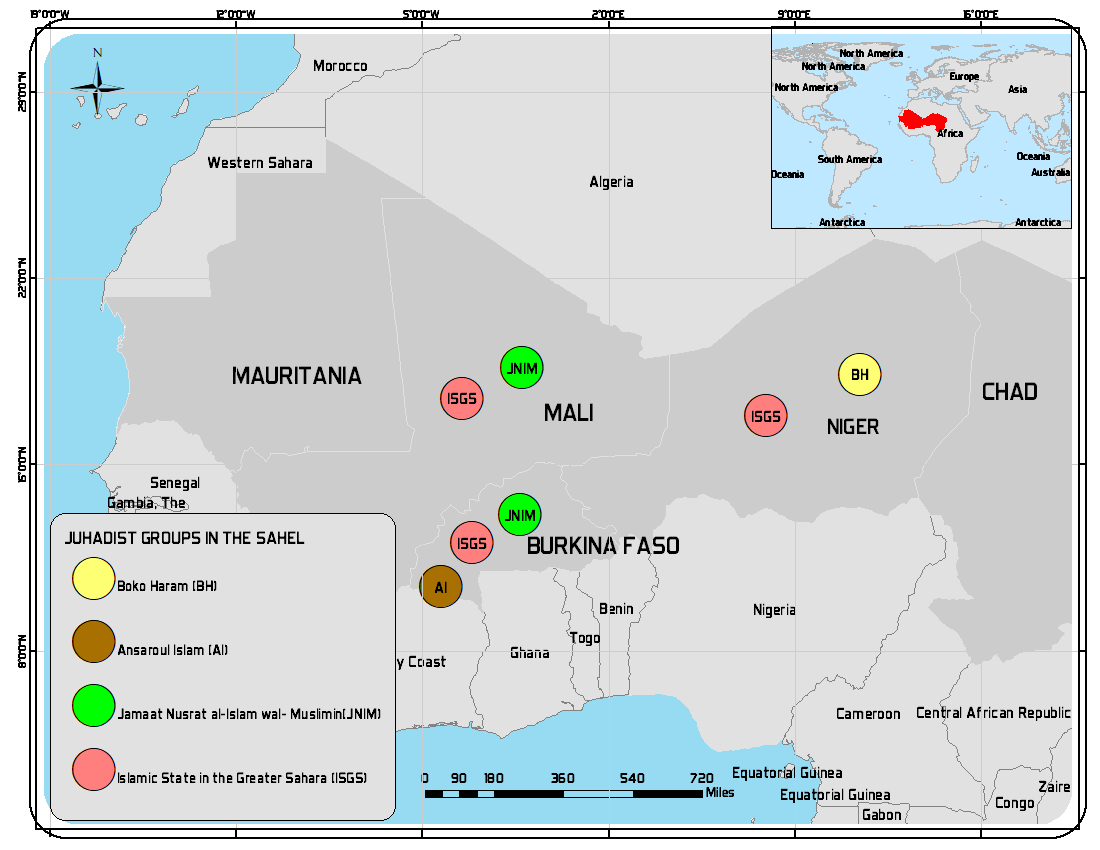 19°0'0"W 12°0'0"W 5°0'0"W 2°0'0"E 9°0'0"E 16°0'0"E
29°0'0"N
22°0'0"N
15°0'0"N
8°0'0"N
N
Morocco
Western Sahara
Algeria
North America
North America
North America
Europe
Asia
Africa
South America
Oceania
Oceania
Australia
Antarctica
Antarctica
MAURITANIA
JNIM
ISGS
MALI
BH
ISGS
NIGER
CHAD
Senegal
Gambia, The
JNIM
ISGS
BURKINA FASO
AI
Benin
Togo
Ghana
Nigeria
y Coast
Cameroon
Central African Republic
Equatorial Guinea
Equatorial Guinea
Gabon
Congo
Zaire
JUHADIST GROUPS IN THE SAHEL
Boko Haram (BH)
Ansaroul Islam (AI)
Jamaat Nusrat al-Islam wal- Muslimin(JNIM)
Islamic State in the Greater Sahara (ISGS)
0 90 180 360 540 720
Miles